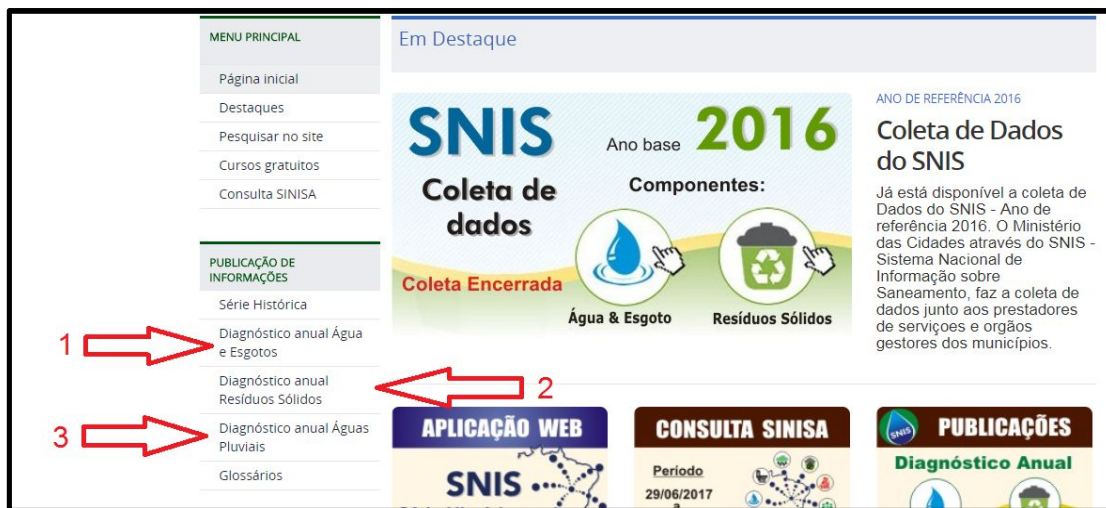 MENU PRINCIPAL
Página inicial
Destaques
Pesquisar no site
Cursos gratuitos
Consulta SINISA
PUBLICAÇÃO DE
INFORMAÇÕES
Série Histórica
1
Diagnóstico anual Água
e Esgotos
Diagnóstico anual
Resíduos Sólidos
2
3
Diagnóstico anual Águas
Pluviais
Glossários
Em Destaque
SNIS
Ano base 2016
Coleta de
dados
Componentes:
Coleta Encerrada
Água & Esgoto
Resíduos Sólidos
ANO DE REFERÊNCIA 2016
Coleta de Dados
do SNIS
Já está disponível a coleta de
Dados do SNIS - Ano de
referência 2016. O Ministério
das Cidades através do SNIS -
Sistema Nacional de
Informação sobre
Saneamento, faz a coleta de
dados junto aos prestadores
de serviçoes e orgãos
gestores dos municípios.
APLICAÇÃO WEB
SNIS
CONSULTA SINISA
Período
29/06/2017
a
SNIS
PUBLICAÇÕES
Diagnóstico Anual